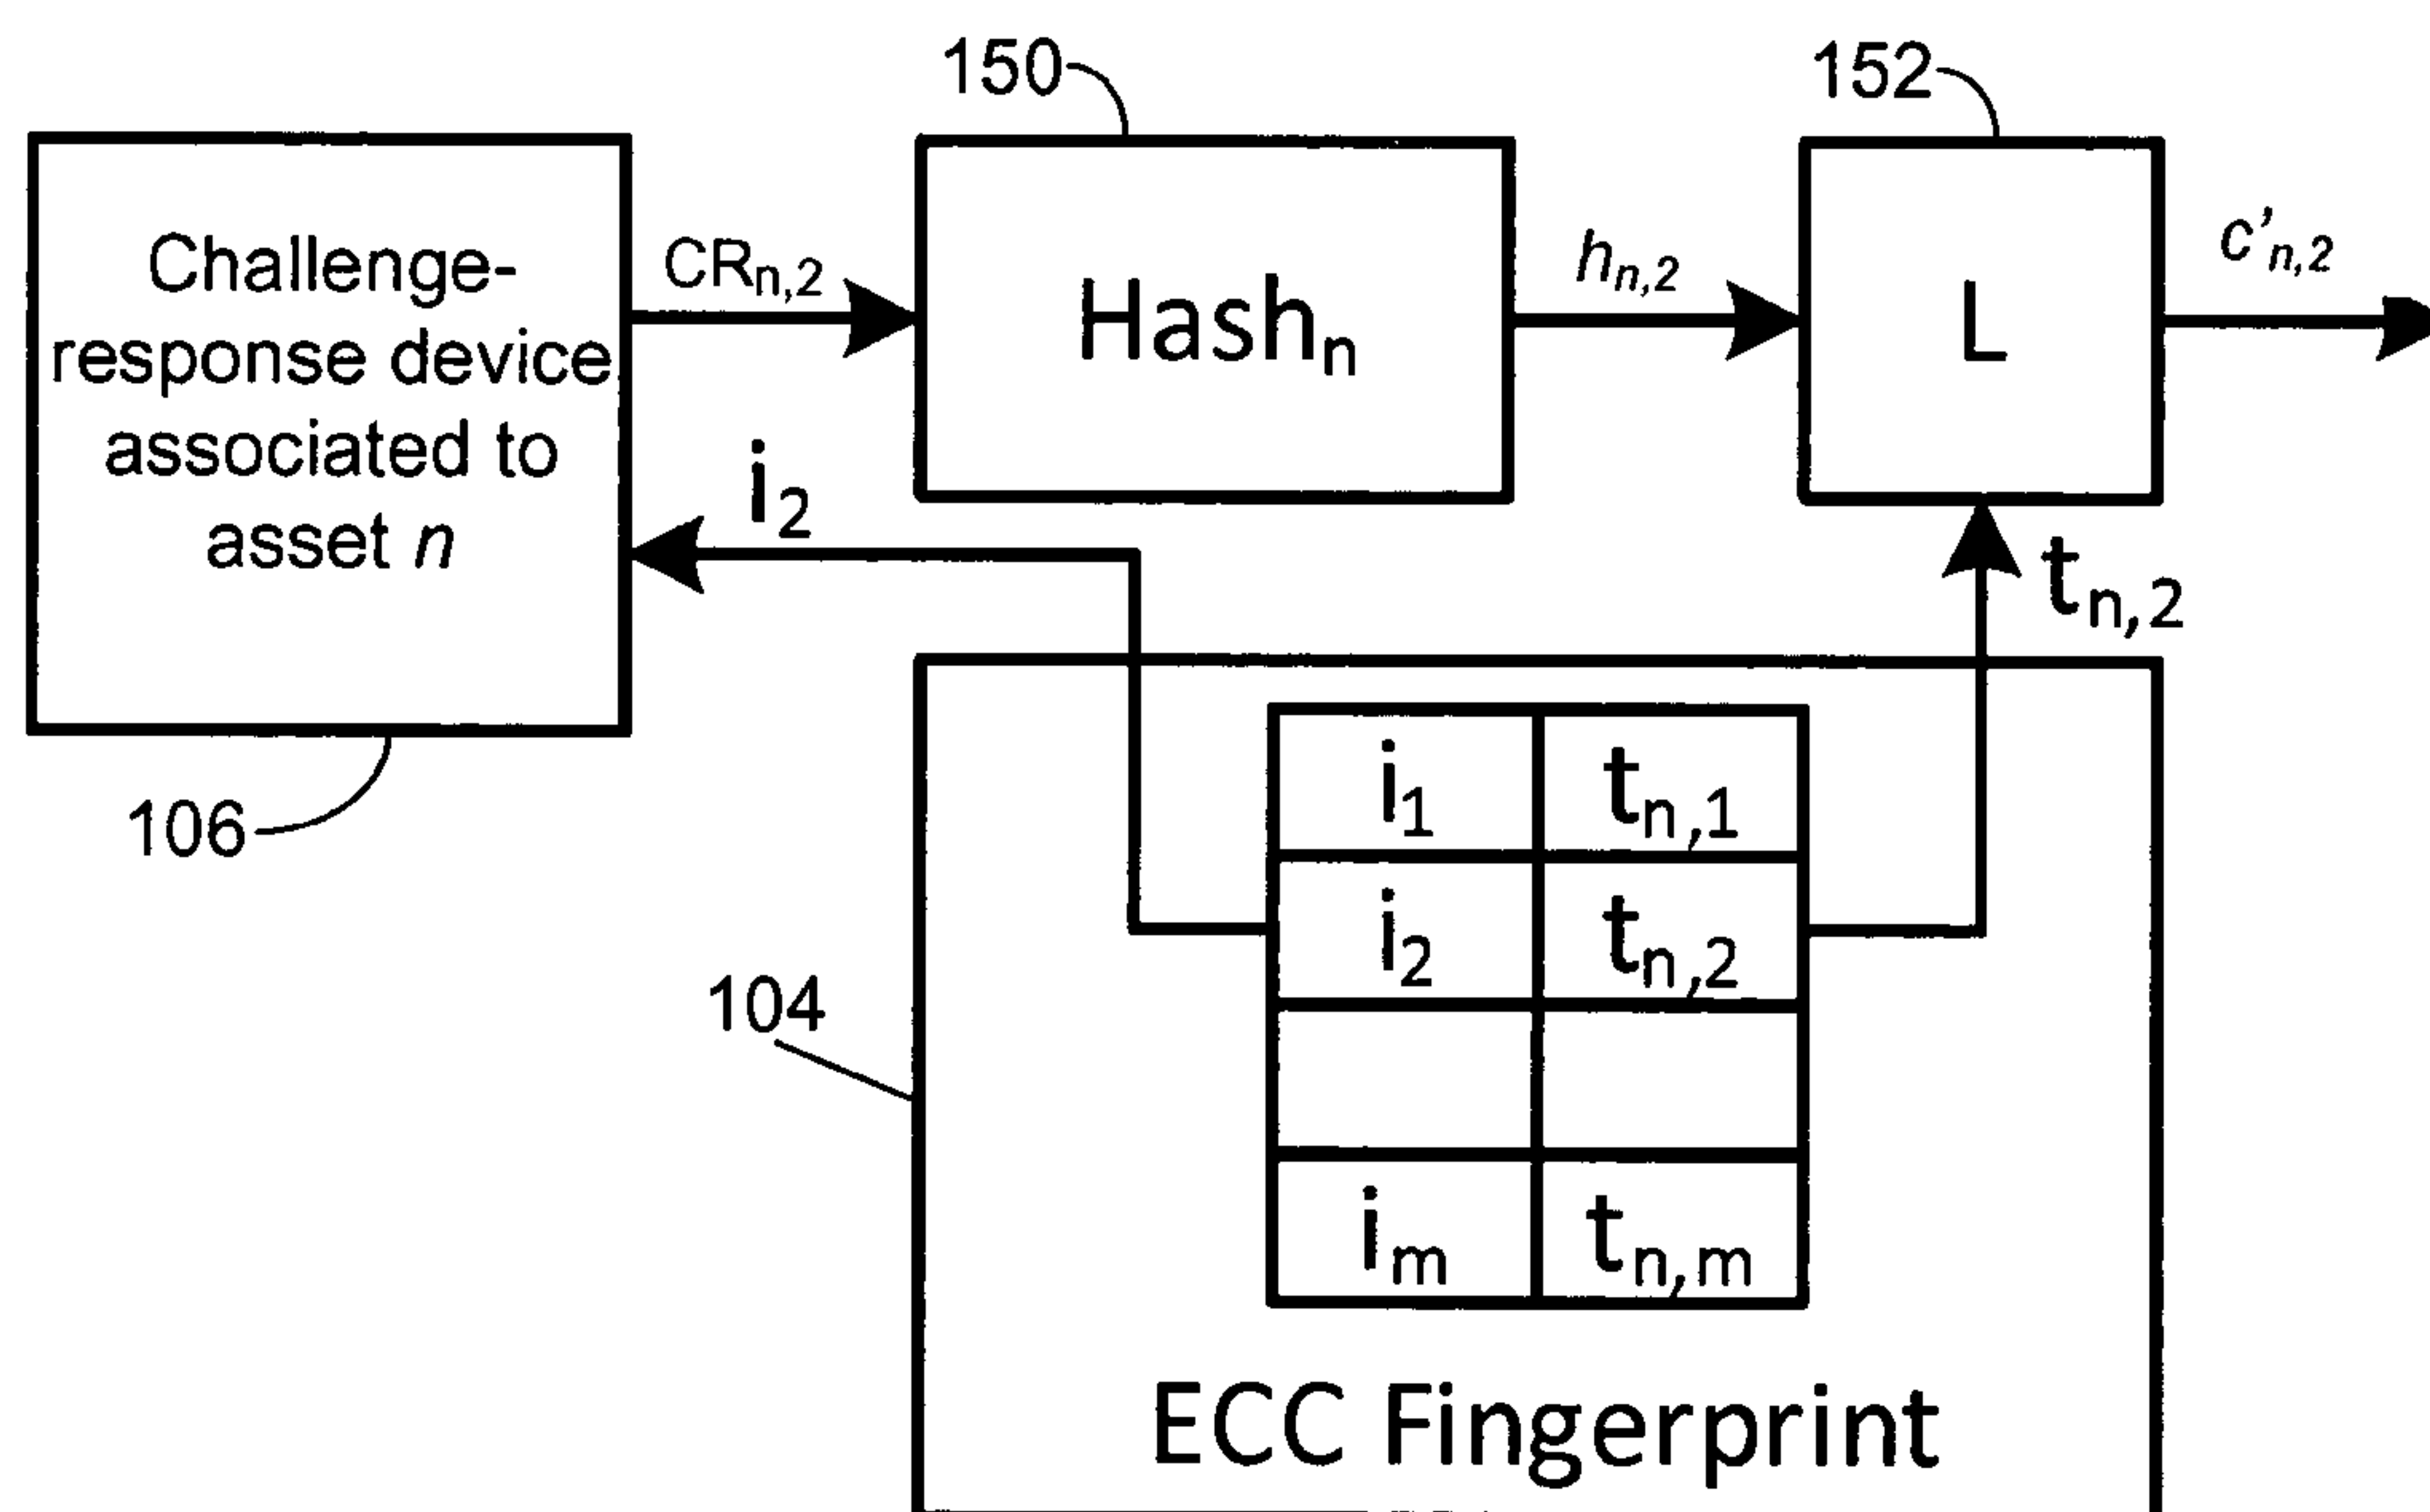 150
152
Challenge-
response device
associated to
asset n
CRn,2
Hashn
hn,2
L
c'n,2
i2
tn,2
106
104
i1 tn,1
i2 tn,2
im tn,m
ECC Fingerprint